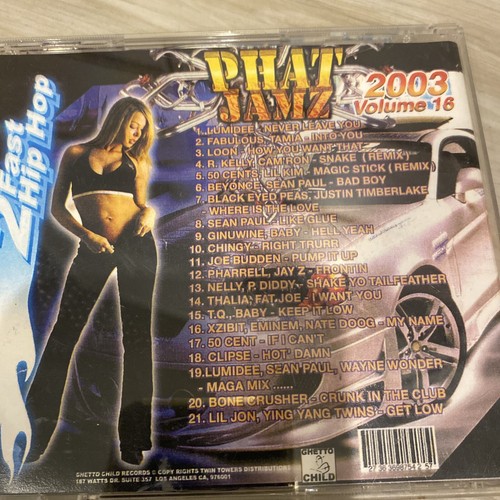 PHAT
JAMZ
2003
Volume 16
2 Fast
Hip Hop
1. LUMIDEE - NEVER LEAVE YOU
2. FABULOUS, TAMIA - INTO YOU
3. LOON - HOW YOU WANT THAT
4. R. KELLY, CAM'RON - SNAKE ( REMIX )
5. 50 CENTS, LIL KIM - MAGIC STICK ( REMIX )
6. BEYONCE, SEAN PAUL - BAD BOY
7. BLACK EYED PEAS, JUSTIN TIMBERLAKE
- WHERE IS THE LOVE
8. SEAN PAUL - LIKE GLUE
9. GINUWINE, BABY - HELL YEAH
10. CHINGY - RIGHT TRURR
11. JOE BUDDEN - PUMP IT UP
12. PHARRELL, JAY Z - FRONTIN
13. NELLY, P. DIDDY - SHAKE YO TAILFEATHER
14. THALIA, FAT JOE - I WANT YOU
15. T.Q., BABY - KEEP IT LOW
16. XZIBIT, EMINEM, NATE DOOG - MY NAME
17. 50 CENT - IF I CAN'T
18. CLIPSE - HOT DAMN
19. LUMIDEE, SEAN PAUL, WAYNE WONDER
- MAGA MIX ......
20. BONE CRUSHER - CRUNK IN THE CLUB
21. LIL JON, YING YANG TWINS - GET LOW
GHETTO
CHILD
GHETTO CHILD RECORDS © COPY RIGHTS TWIN TOWERS DISTRIBUTIONS
187 WATTS DR. SUITE 357 LOS ANGELES CA, 976001